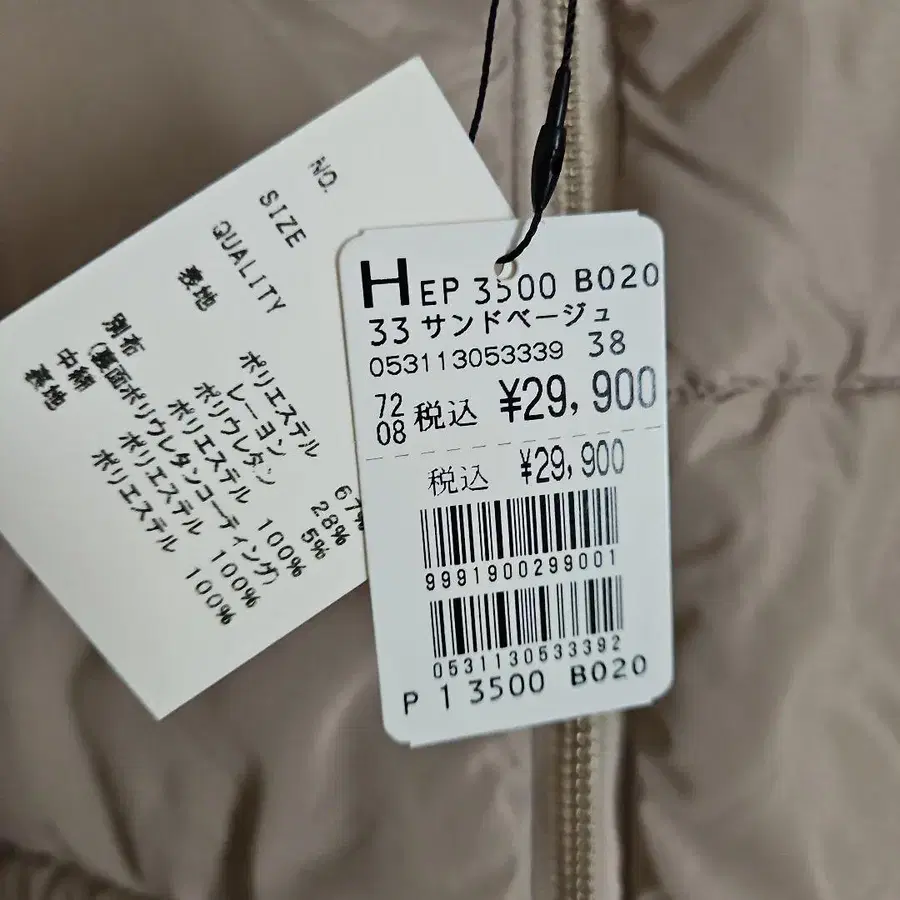 NO.
SIZE
QUALITY
表地 ポリエステル 67%
レーヨン 28%
ポリウレタン 5%
別布 ポリエステル 100%
(裏面ポリウレタンコーティング)
中綿 ポリエステル 100%
裏地 ポリエステル 100%
HEP 3500 B020
33 サンドベージュ
053113053339 38
7208 税込 ¥29,900
税込 ¥29,900
9991900299001
0531130533392
P 1 3500 B020